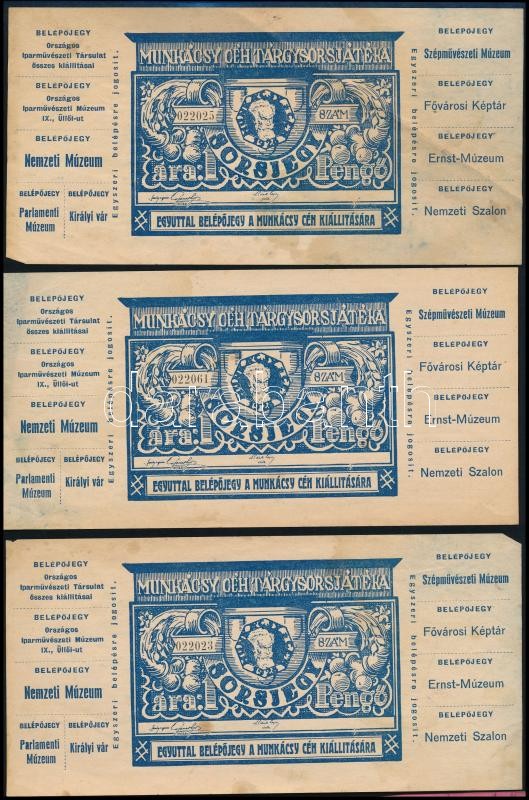 BELÉPŐJEGY
Országos
Iparművészeti Társulat
összes kiállításai
BELÉPŐJEGY
Országos
Iparművészeti Múzeum
IX., Üllői-ut
BELÉPŐJEGY
Nemzeti Múzeum
BELÉPŐJEGY
Parlamenti
Múzeum
BELÉPŐJEGY
Királyi vár
Egyszeri belépésre jogosit.
MUNKÁCSY CÉH TÁRGYSORSJÁTÉKA
022025
SZÁM
SORSJEGY
ára:1 Pengő
EGYUTTAL BELÉPŐJEGY A MUNKÁCSY CÉH KIÁLLITÁSÁRA
Egyszeri belépésre jogosit.
BELÉPŐJEGY
Szépművészeti Múzeum
BELÉPŐJEGY
Fővárosi Képtár
BELÉPŐJEGY
Ernst-Múzeum
BELÉPŐJEGY
Nemzeti Szalon
BELÉPŐJEGY
Országos
Iparművészeti Társulat
összes kiállításai
BELÉPŐJEGY
Országos
Iparművészeti Múzeum
IX., Üllői-ut
BELÉPŐJEGY
Nemzeti Múzeum
BELÉPŐJEGY
Parlamenti
Múzeum
BELÉPŐJEGY
Királyi vár
Egyszeri belépésre jogosit.
MUNKÁCSY CÉH TÁRGYSORSJÁTÉKA
022061
SZÁM
SORSJEGY
ára:1 Pengő
EGYUTTAL BELÉPŐJEGY A MUNKÁCSY CÉH KIÁLLITÁSÁRA
Egyszeri belépésre jogosit.
BELÉPŐJEGY
Szépművészeti Múzeum
BELÉPŐJEGY
Fővárosi Képtár
BELÉPŐJEGY
Ernst-Múzeum
BELÉPŐJEGY
Nemzeti Szalon
BELÉPŐJEGY
Országos
Iparművészeti Társulat
összes kiállításai
BELÉPŐJEGY
Országos
Iparművészeti Múzeum
IX., Üllői-ut
BELÉPŐJEGY
Nemzeti Múzeum
BELÉPŐJEGY
Parlamenti
Múzeum
BELÉPŐJEGY
Királyi vár
Egyszeri belépésre jogosit.
MUNKÁCSY CÉH TÁRGYSORSJÁTÉKA
022023
SZÁM
SORSJEGY
ára:1 Pengő
EGYUTTAL BELÉPŐJEGY A MUNKÁCSY CÉH KIÁLLITÁSÁRA
Egyszeri belépésre jogosit.
BELÉPŐJEGY
Szépművészeti Múzeum
BELÉPŐJEGY
Fővárosi Képtár
BELÉPŐJEGY
Ernst-Múzeum
BELÉPŐJEGY
Nemzeti Szalon